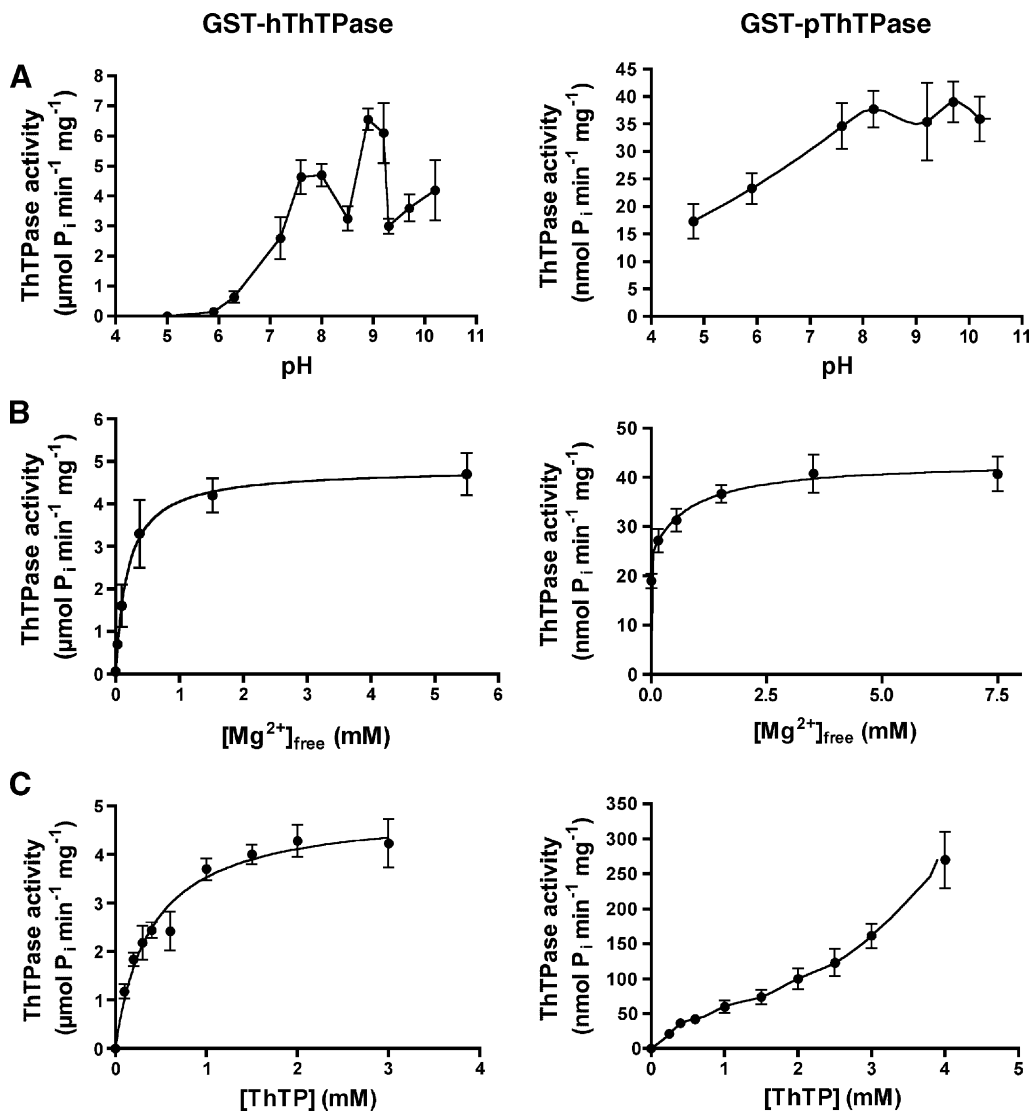 GST-hThTPase
GST-pThTPase
A
ThTPase activity
(µmol Pi min-1 mg-1)
8
7
6
5
4
3
2
1
0
4 5 6 7 8 9 10 11
pH
ThTPase activity
(nmol Pi min-1 mg-1)
45
40
35
30
25
20
15
10
5
0
4 5 6 7 8 9 10 11
pH
B
ThTPase activity
(µmol Pi min-1 mg-1)
6
5
4
3
2
1
0
0 1 2 3 4 5 6
[Mg2+]free (mM)
ThTPase activity
(nmol Pi min-1 mg-1)
50
40
30
20
10
0
0.0 2.5 5.0 7.5
[Mg2+]free (mM)
C
ThTPase activity
(µmol Pi min-1 mg-1)
5
4
3
2
1
0
0 1 2 3 4
[ThTP] (mM)
ThTPase activity
(nmol Pi min-1 mg-1)
350
300
250
200
150
100
50
0
0 1 2 3 4 5
[ThTP] (mM)